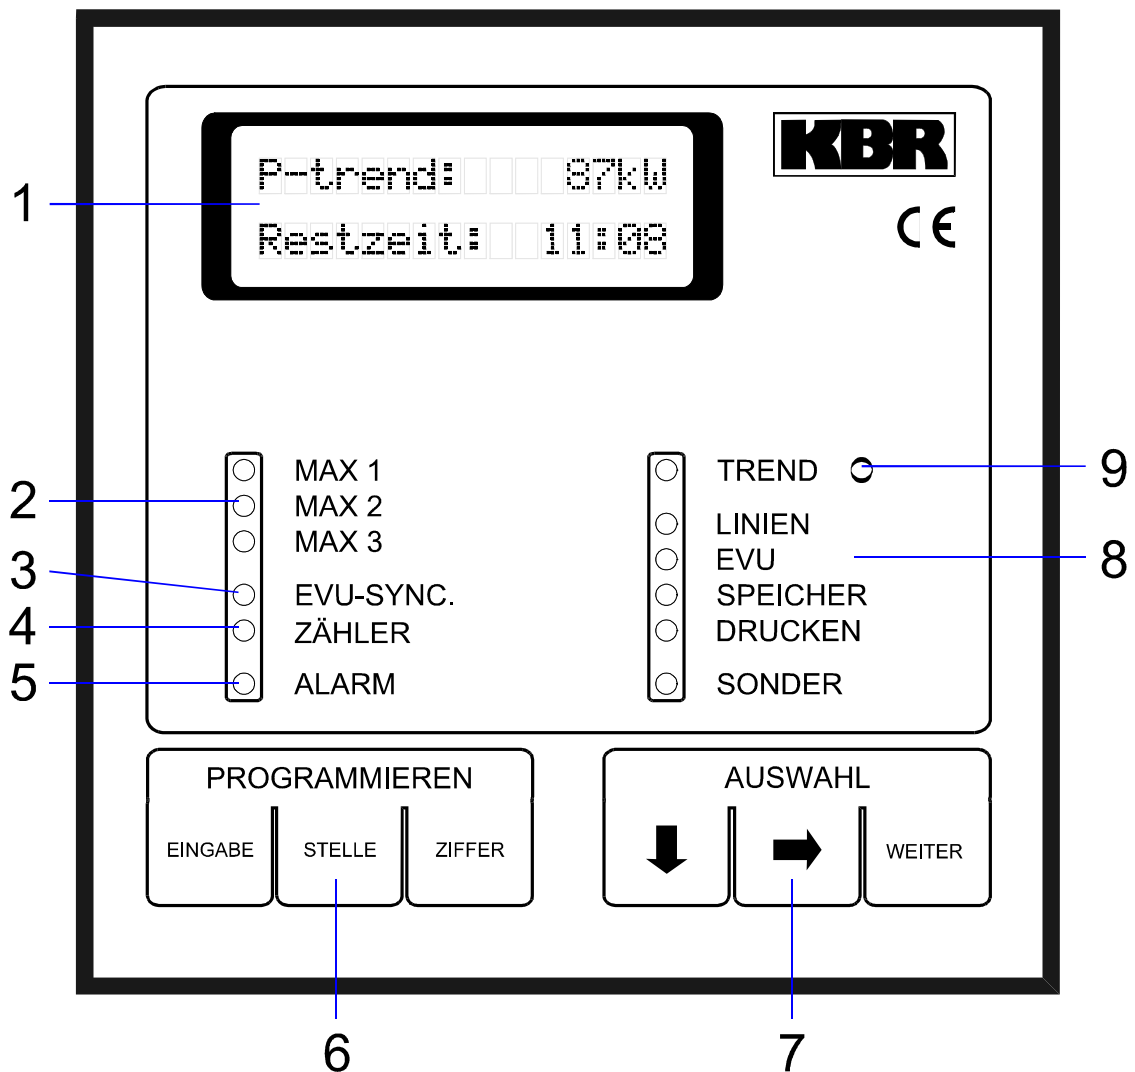 P-trend: 87kW
KBR
1
Restzeit: 11:08
CE
MAX 1
TREND
9
2
MAX 2
LINIEN
MAX 3
EVU
8
3
EVU-SYNC.
SPEICHER
4
ZÄHLER
DRUCKEN
5
ALARM
SONDER
PROGRAMMIEREN
AUSWAHL
EINGABE
STELLE
ZIFFER
WEITER
6
7